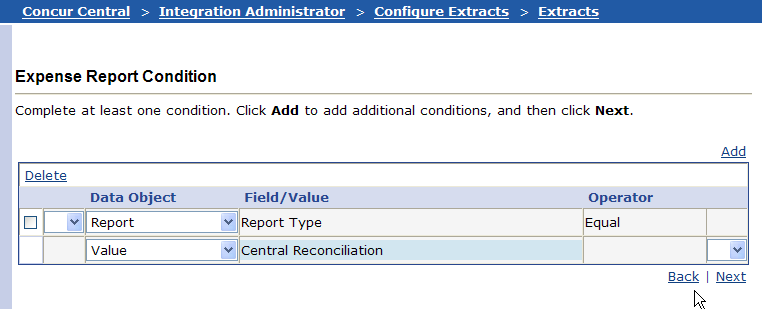 Concur Central > Integration Administrator > Configure Extracts > Extracts
Expense Report Condition
Complete at least one condition. Click Add to add additional conditions, and then click Next.
Add
Delete
Data Object Field/Value Operator
Report Report Type Equal
Value Central Reconciliation
Back | Next